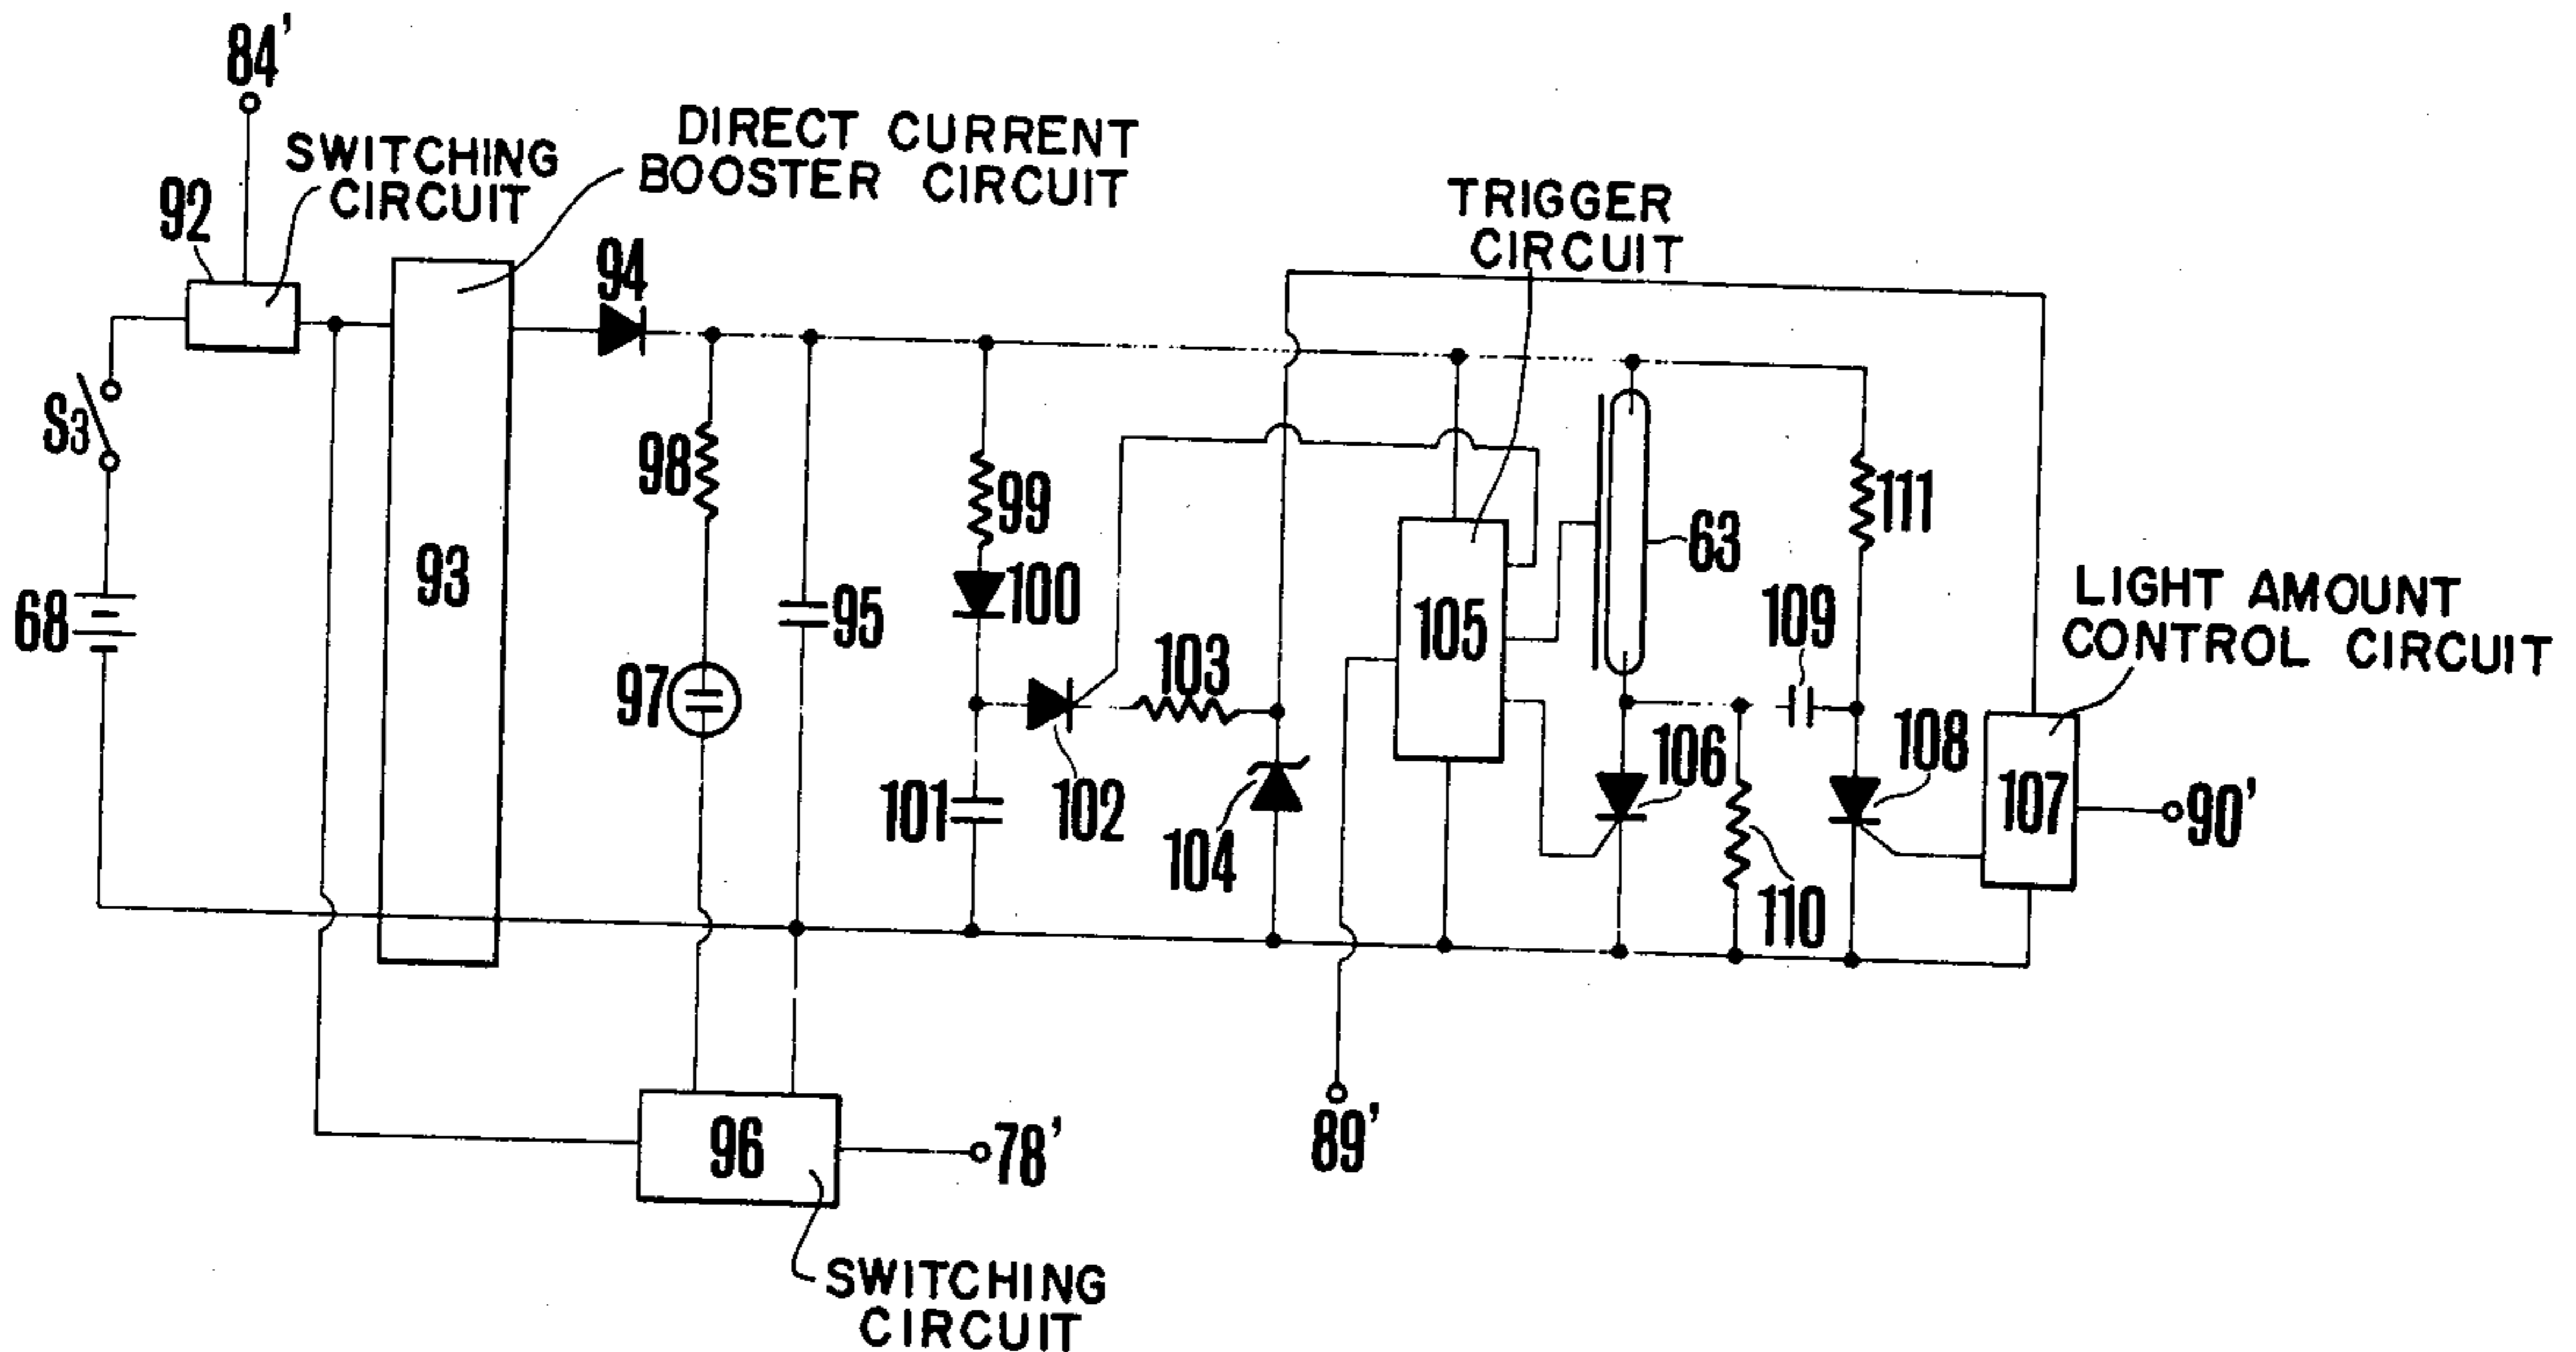 84'
SWITCHING
CIRCUIT
92
DIRECT CURRENT
BOOSTER CIRCUIT
TRIGGER
CIRCUIT
94
S3
98
99
111
63
93
68
95
100
105
109
LIGHT AMOUNT
CONTROL CIRCUIT
97
103
101
102
104
106
108
107
90'
110
89'
96
78'
SWITCHING
CIRCUIT